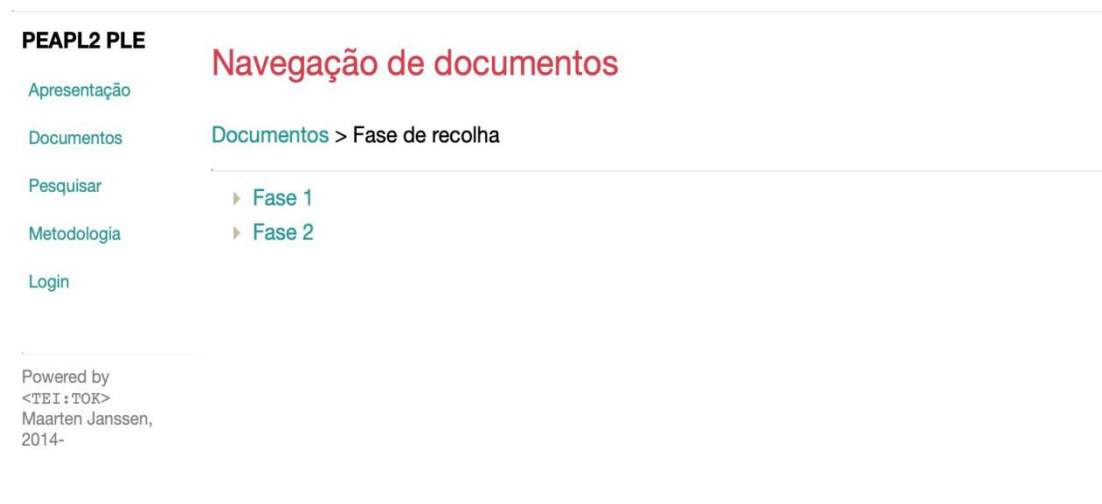 PEAPL2 PLE
Apresentação
Documentos
Pesquisar
Metodologia
Login
Powered by
<TEI:TOK>
Maarten Janssen,
2014-
Navegação de documentos
Documentos > Fase de recolha
Fase 1
Fase 2